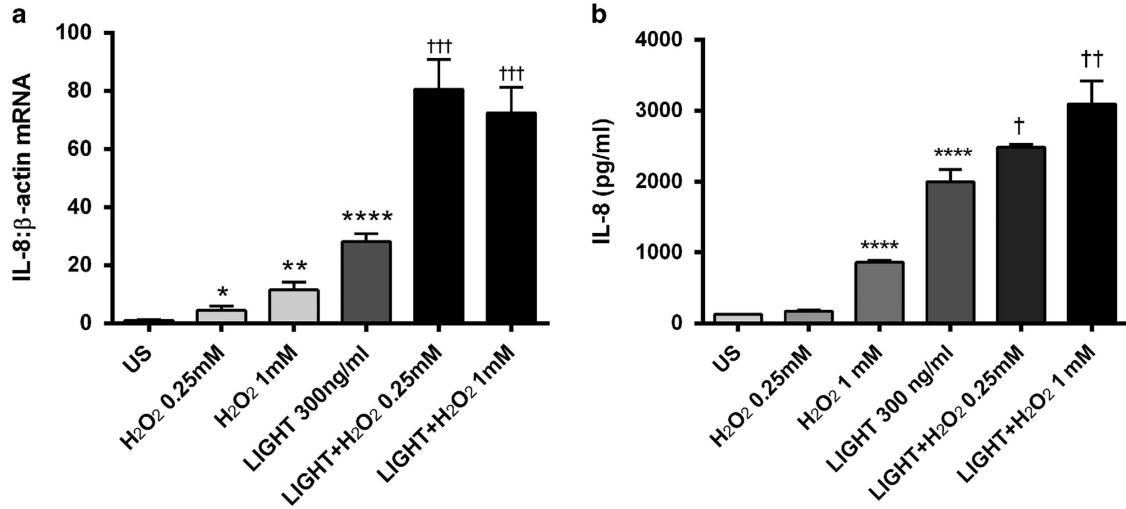 a
IL-8:β-actin mRNA
100
80
60
40
20
0
*
**
****
†††
†††
US
H₂O₂ 0.25mM
H₂O₂ 1mM
LIGHT 300ng/ml
LIGHT+H₂O₂ 0.25mM
LIGHT+H₂O₂ 1mM
b
IL-8 (pg/ml)
4000
3000
2000
1000
0
****
****
†
††
US
H₂O₂ 0.25mM
H₂O₂ 1 mM
LIGHT 300 ng/ml
LIGHT+H₂O₂ 0.25mM
LIGHT+H₂O₂ 1 mM